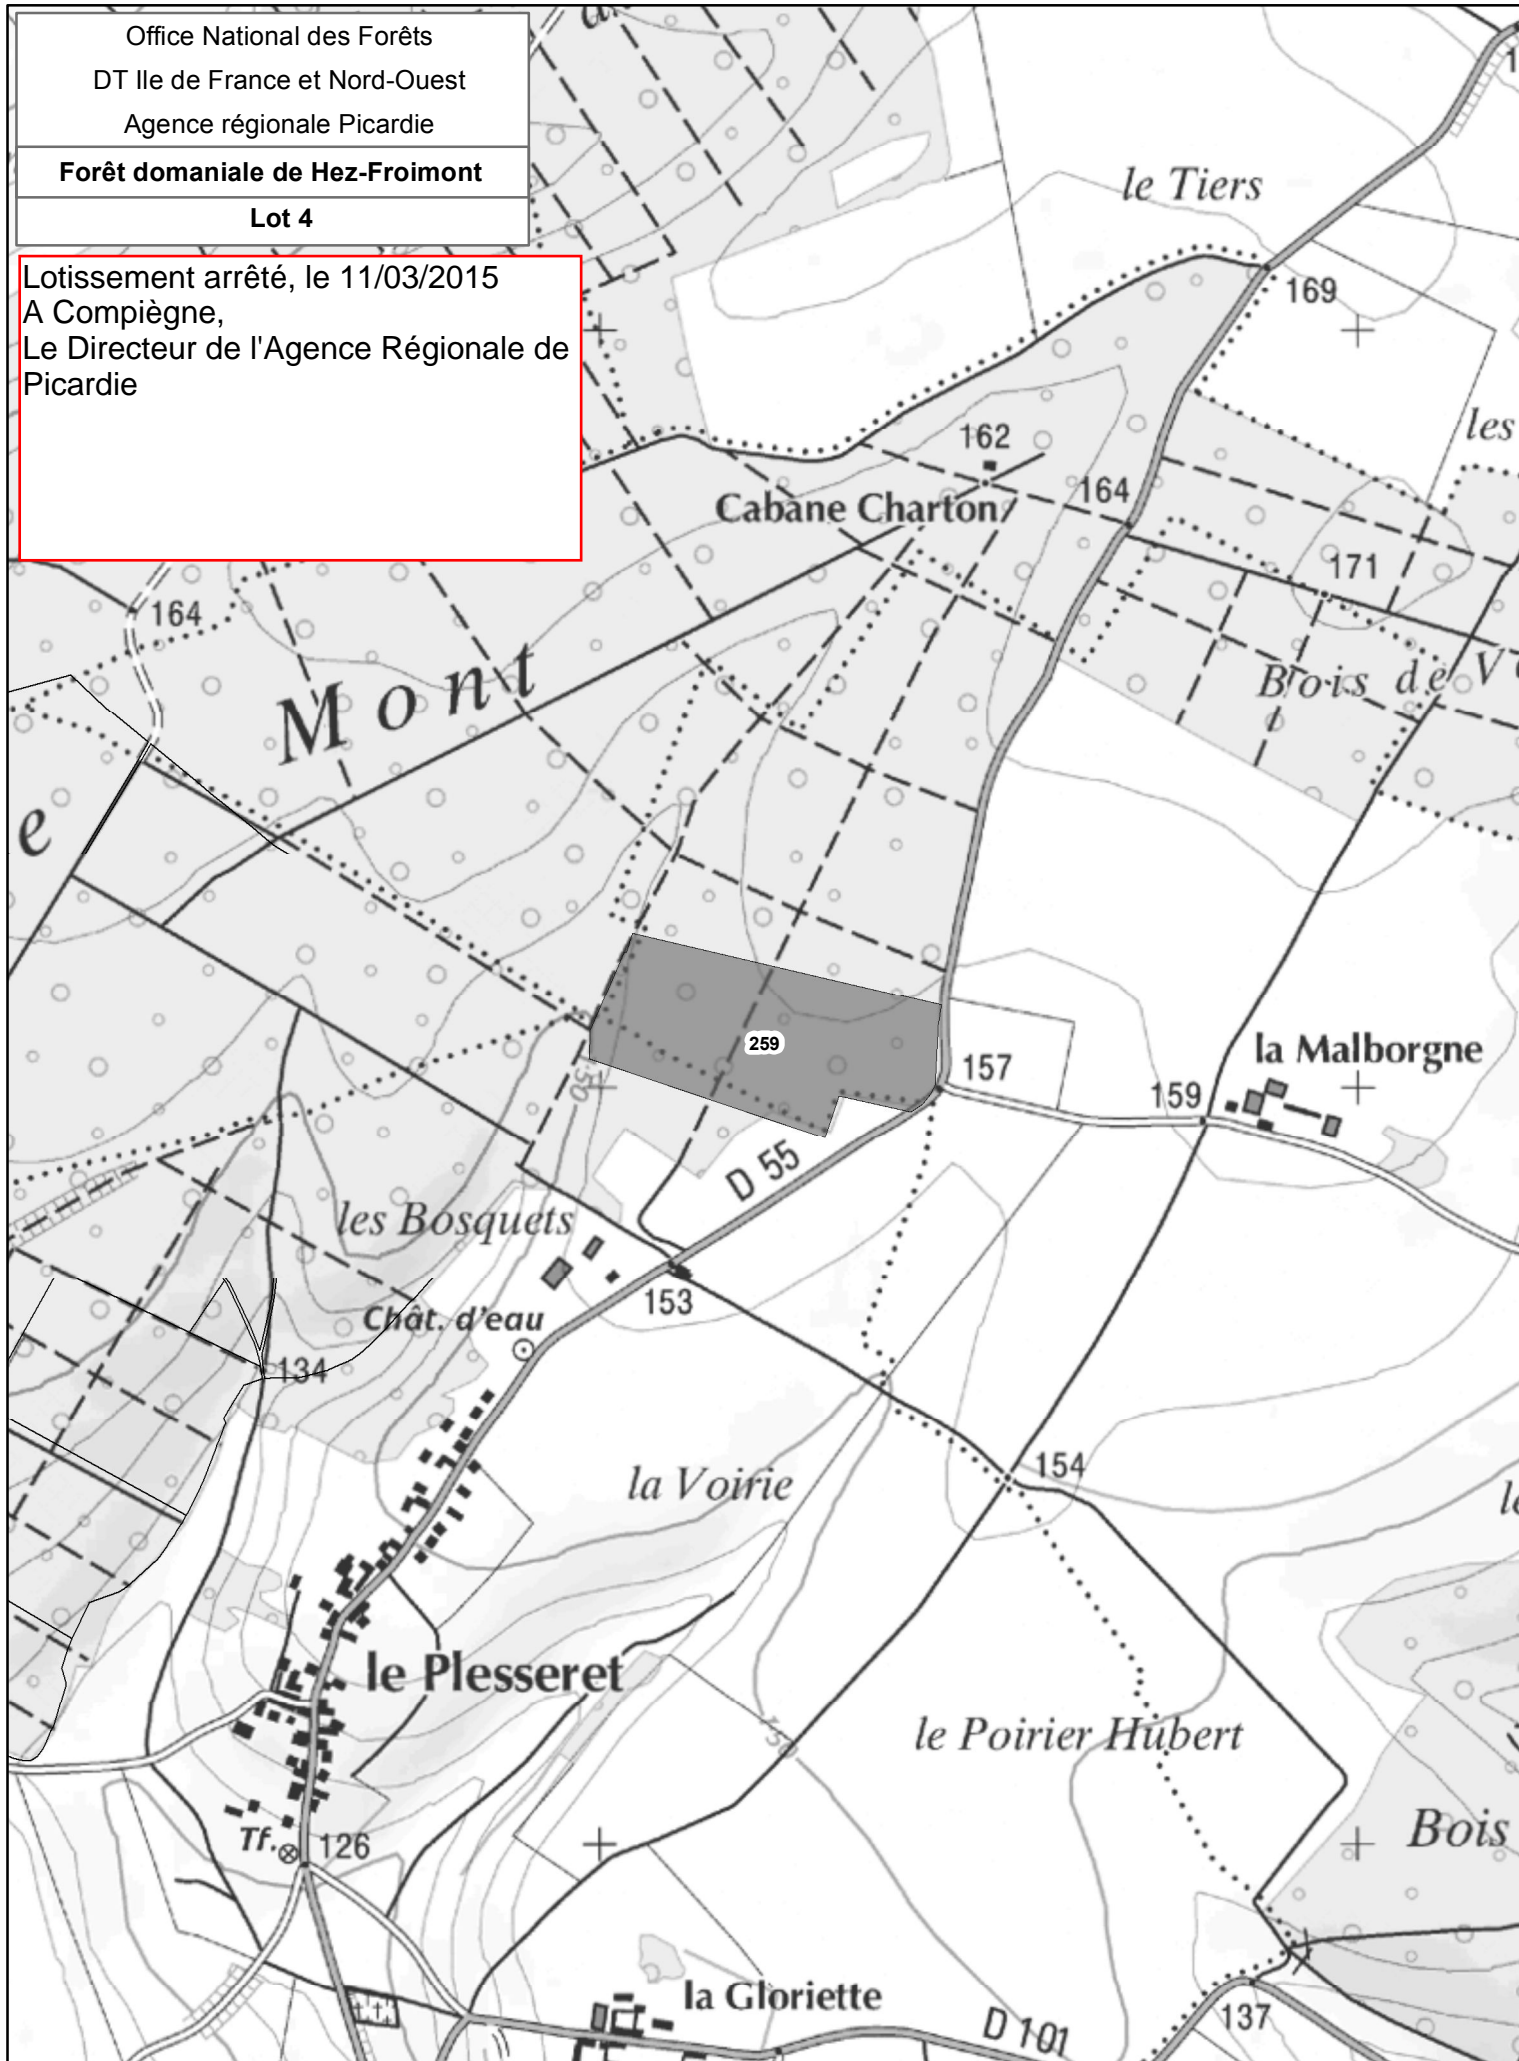 Office National des Forêts
DT Ile de France et Nord-Ouest
Agence régionale Picardie
Forêt domaniale de Hez-Froimont
Lot 4
Lotissement arrêté, le 11/03/2015
A Compiègne,
Le Directeur de l'Agence Régionale de
Picardie
le Tiers
169
les
162
Cabane Charton
164
171
164
Bois de V
Mont
e
259
157
la Malborgne
159
150
D 55
les Bosquets
153
Chât. d'eau
134
154
la Voirie
le Plesseret
le Poirier Hubert
150
Bois
Tf.
126
la Gloriette
D 101
137